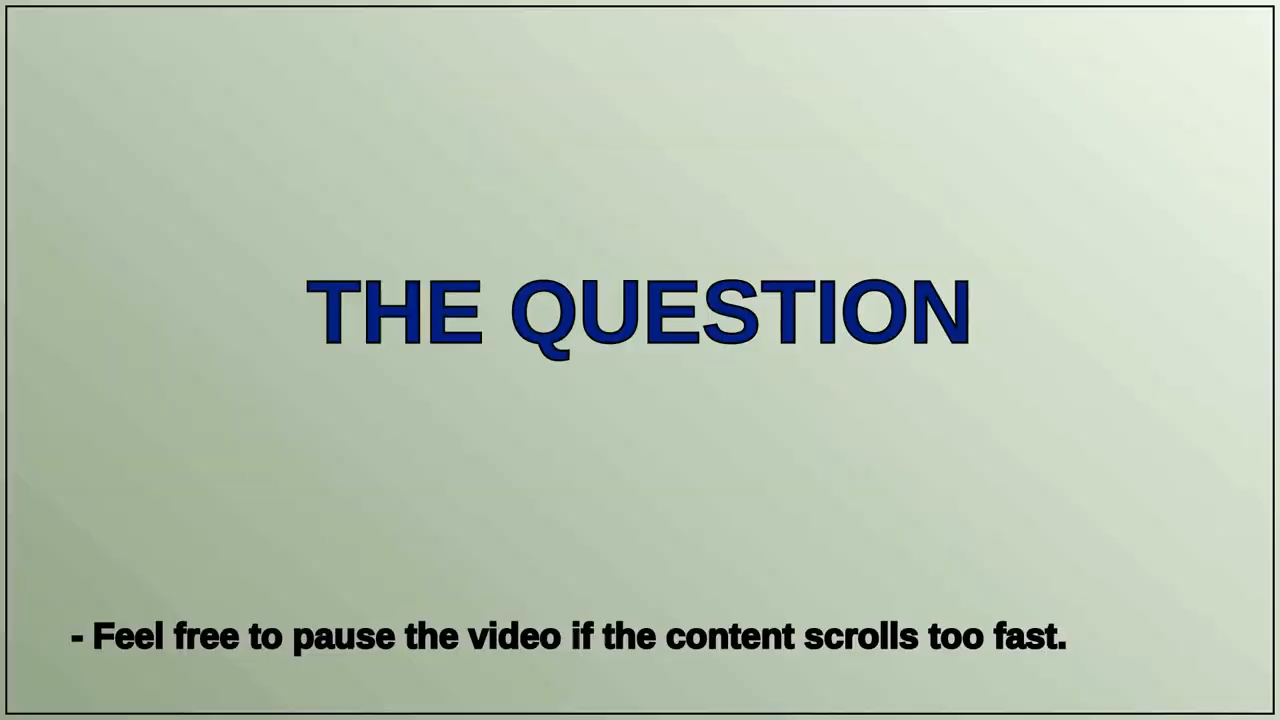 THE QUESTION
- Feel free to pause the video if the content scrolls too fast.